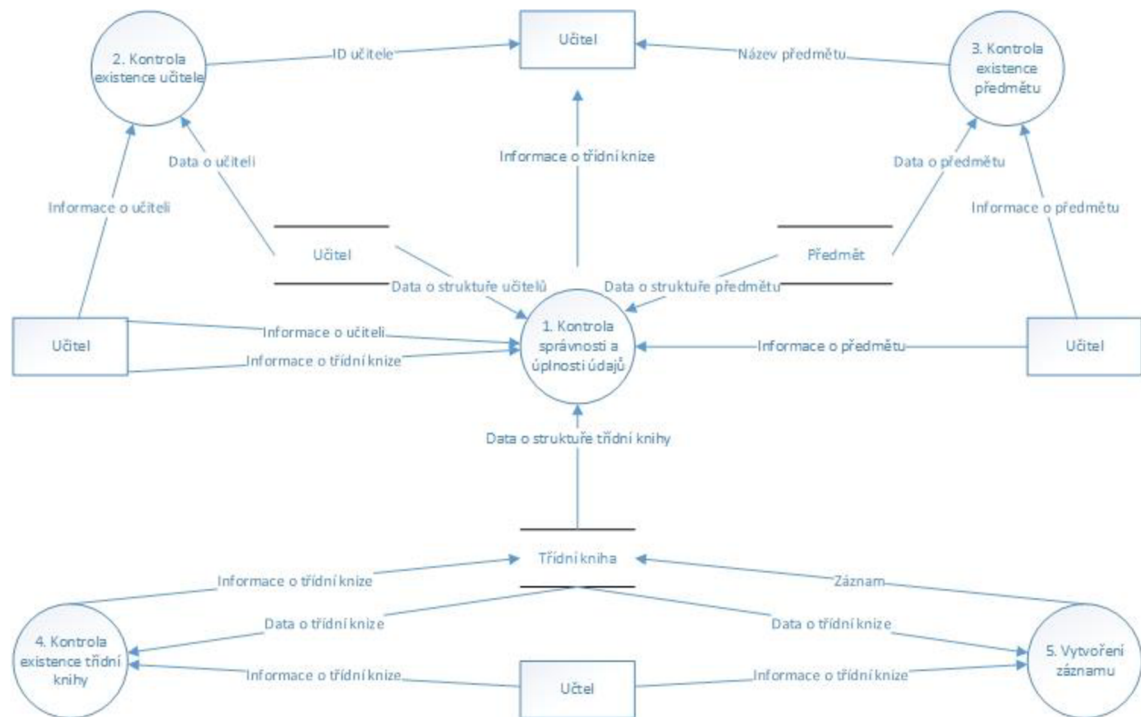 Učitel
2. Kontrola
existence učitele
ID učitele
Název předmětu
3. Kontrola
existence
předmětu
Data o učiteli
Informace o třídní knize
Data o předmětu
Informace o učiteli
Informace o předmětu
Učitel
Předmět
Data o struktuře učitelů
Data o struktuře předmětu
Učitel
Informace o učiteli
Informace o třídní knize
1. Kontrola
správnosti a
úplnosti údajů
Informace o předmětu
Učitel
Data o struktuře třídní knihy
Třídní kniha
Informace o třídní knize
Záznam
Data o třídní knize
Data o třídní knize
4. Kontrola
existence třídní
knihy
Informace o třídní knize
Učtel
Informace o třídní knize
5. Vytvoření
záznamu